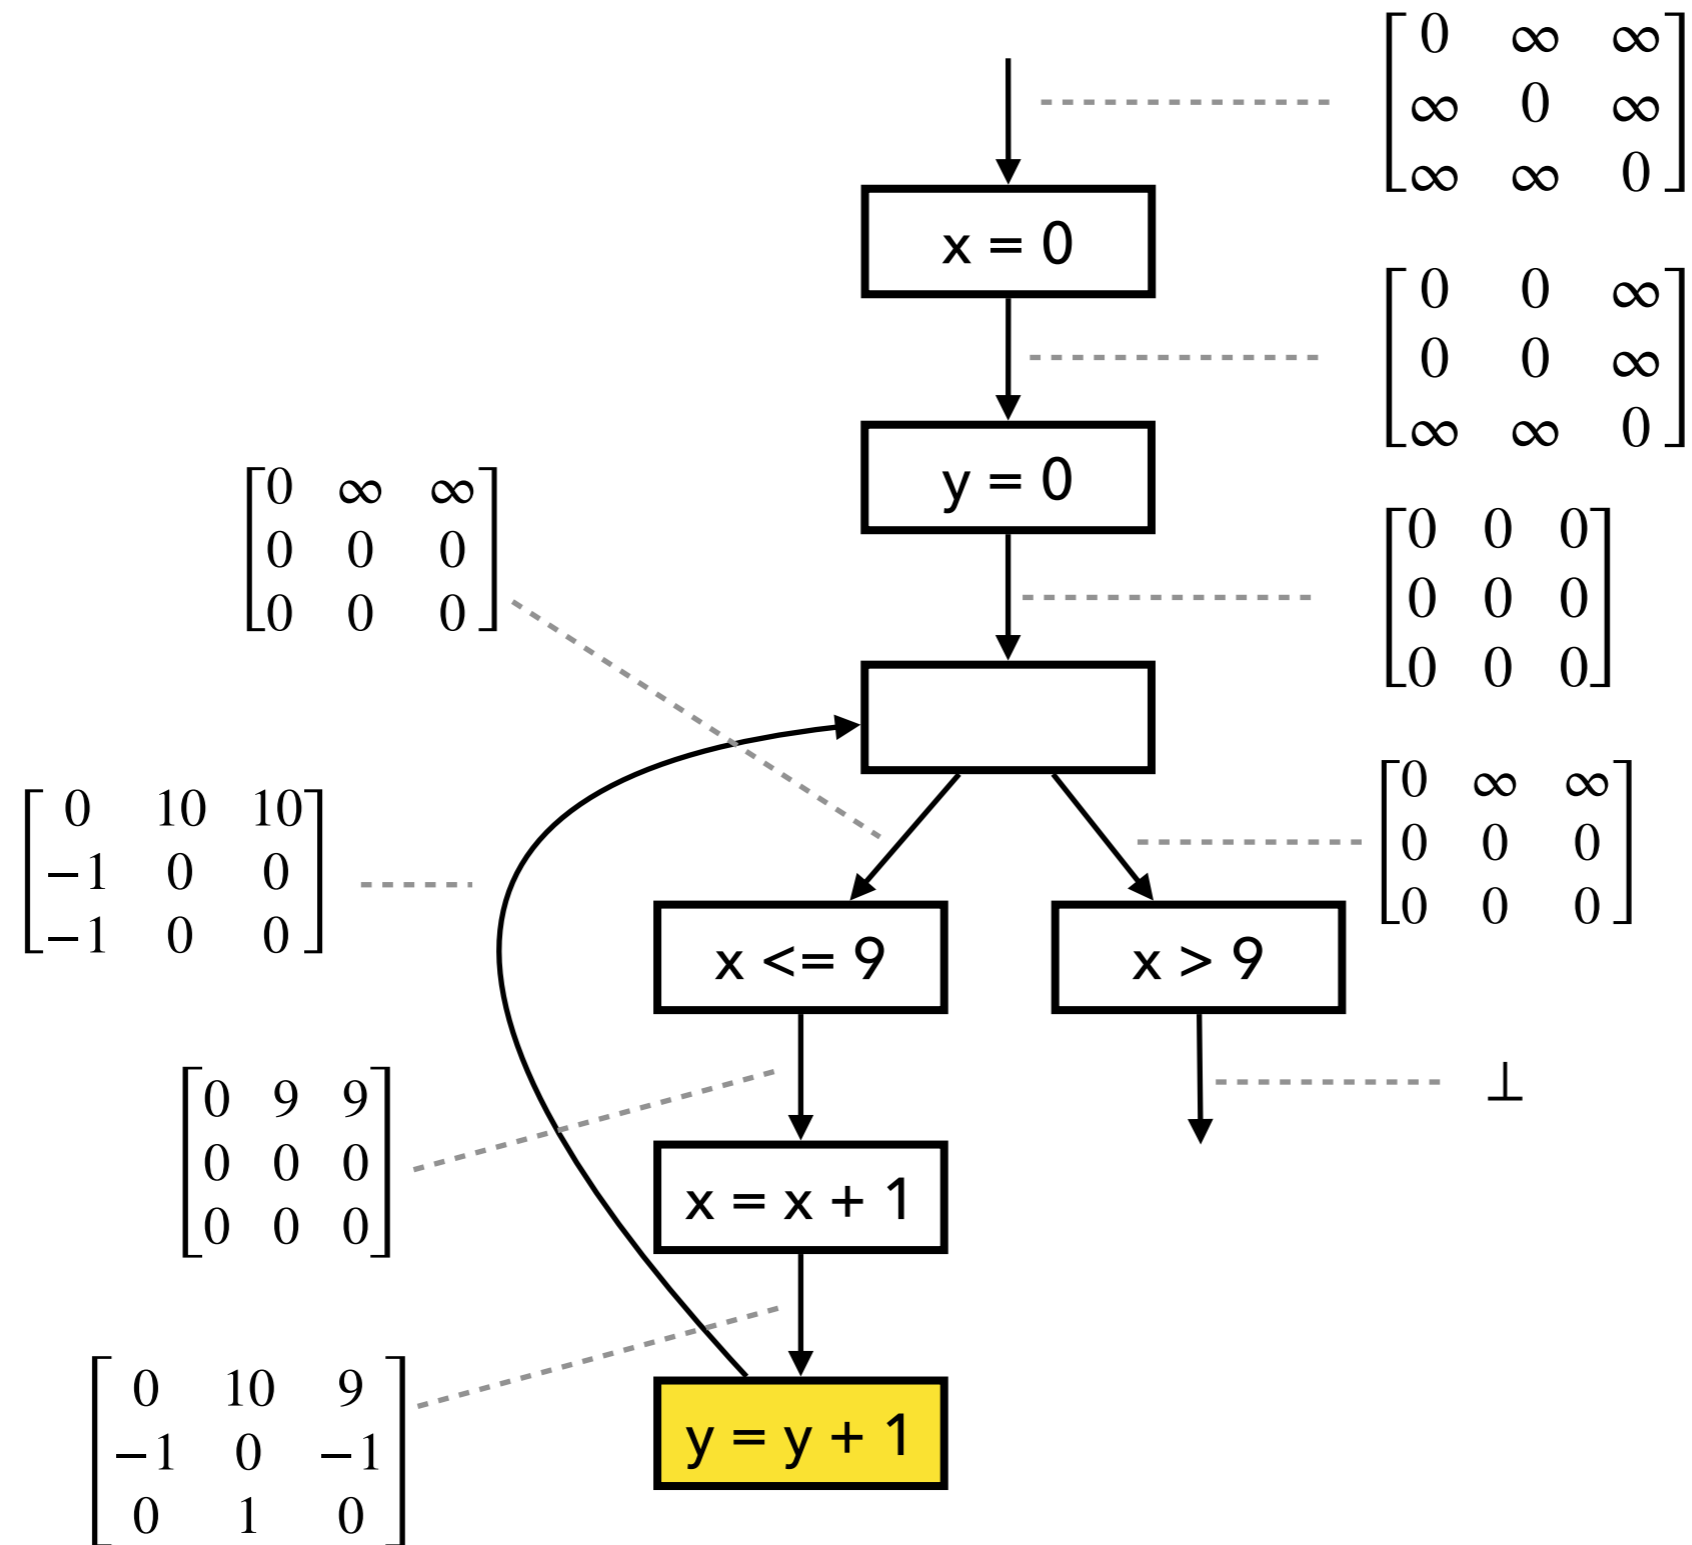 0 ∞ ∞
∞ 0 ∞
∞ ∞ 0
x = 0
0 0 ∞
0 0 ∞
∞ ∞ 0
y = 0
0 ∞ ∞
0 0 0
0 0 0
0 0 0
0 0 0
0 0 0
0 ∞ ∞
0 0 0
0 0 0
0 10 10
−1 0 0
−1 0 0
x <= 9
x > 9
0 9 9
0 0 0
0 0 0
⊥
x = x + 1
0 10 9
−1 0 −1
0 1 0
y = y + 1